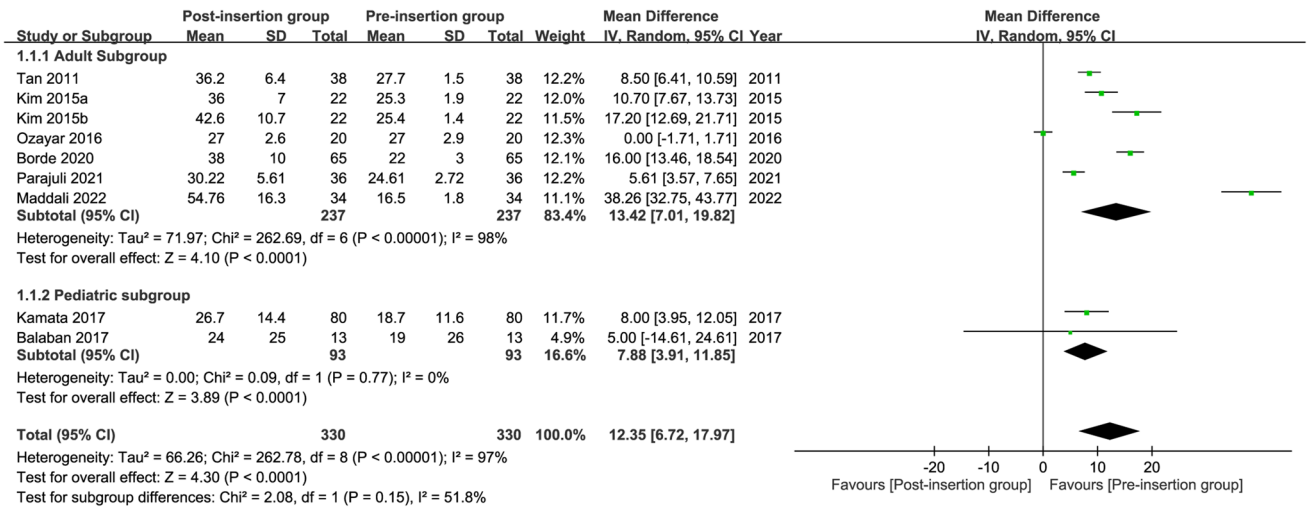 Post-insertion group Pre-insertion group Mean Difference Mean Difference
Study or Subgroup Mean SD Total Mean SD Total Weight IV, Random, 95% CI Year IV, Random, 95% CI
1.1.1 Adult Subgroup
Tan 2011 36.2 6.4 38 27.7 1.5 38 12.2% 8.50 [6.41, 10.59] 2011
Kim 2015a 36 7 22 25.3 1.9 22 12.0% 10.70 [7.67, 13.73] 2015
Kim 2015b 42.6 10.7 22 25.4 1.4 22 11.5% 17.20 [12.69, 21.71] 2015
Ozayar 2016 27 2.6 20 27 2.9 20 12.3% 0.00 [-1.71, 1.71] 2016
Borde 2020 38 10 65 22 3 65 12.1% 16.00 [13.46, 18.54] 2020
Parajuli 2021 30.22 5.61 36 24.61 2.72 36 12.2% 5.61 [3.57, 7.65] 2021
Maddali 2022 54.76 16.3 34 16.5 1.8 34 11.1% 38.26 [32.75, 43.77] 2022
Subtotal (95% CI) 237 237 83.4% 13.42 [7.01, 19.82]
Heterogeneity: Tau² = 71.97; Chi² = 262.69, df = 6 (P < 0.00001); I² = 98%
Test for overall effect: Z = 4.10 (P < 0.0001)
1.1.2 Pediatric subgroup
Kamata 2017 26.7 14.4 80 18.7 11.6 80 11.7% 8.00 [3.95, 12.05] 2017
Balaban 2017 24 25 13 19 26 13 4.9% 5.00 [-14.61, 24.61] 2017
Subtotal (95% CI) 93 93 16.6% 7.88 [3.91, 11.85]
Heterogeneity: Tau² = 0.00; Chi² = 0.09, df = 1 (P = 0.77); I² = 0%
Test for overall effect: Z = 3.89 (P < 0.0001)
Total (95% CI) 330 330 100.0% 12.35 [6.72, 17.97]
Heterogeneity: Tau² = 66.26; Chi² = 262.78, df = 8 (P < 0.00001); I² = 97%
Test for overall effect: Z = 4.30 (P < 0.0001)
Test for subgroup differences: Chi² = 2.08, df = 1 (P = 0.15), I² = 51.8%
-20 -10 0 10 20
Favours [Post-insertion group] Favours [Pre-insertion group]